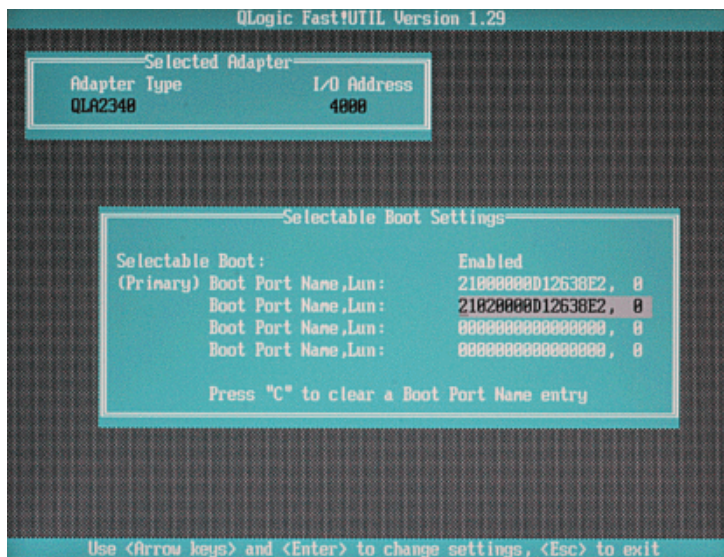 QLogic Fast!UTIL Version 1.29
Selected Adapter
Adapter Type I/O Address
QLA2340 4000
Selectable Boot Settings
Selectable Boot: Enabled
(Primary) Boot Port Name,Lun: 21000000D12638E2, 0
Boot Port Name,Lun: 21020000D12638E2, 0
Boot Port Name,Lun: 0000000000000000, 0
Boot Port Name,Lun: 0000000000000000, 0
Press "C" to clear a Boot Port Name entry
Use <Arrow keys> and <Enter> to change settings, <Esc> to exit